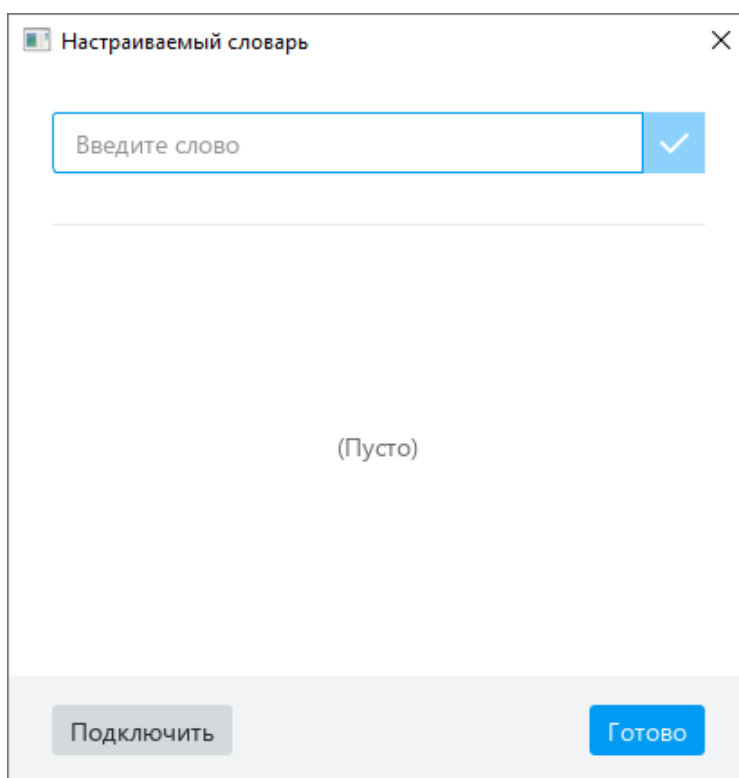 Настраиваемый словарь
Введите слово
(Пусто)
Подключить
Готово